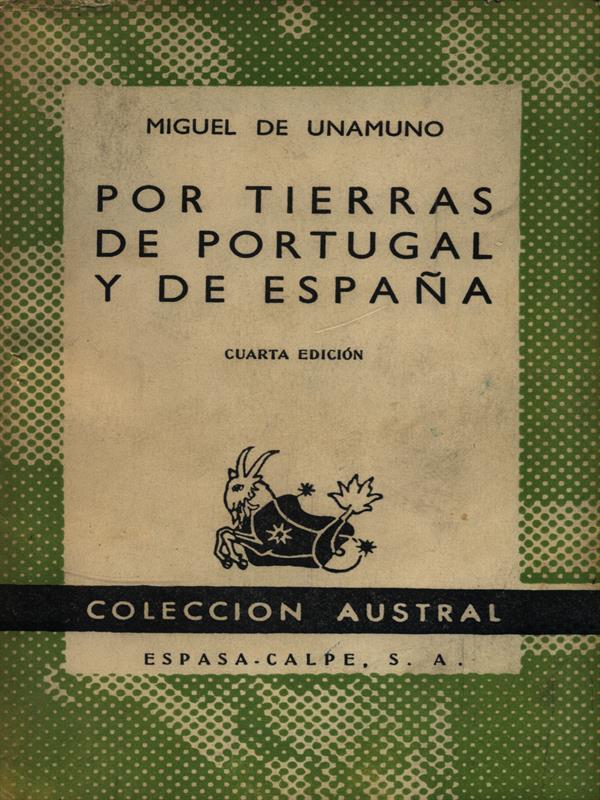 MIGUEL DE UNAMUNO
POR TIERRAS
DE PORTUGAL
Y DE ESPAÑA
CUARTA EDICIÓN
COLECCION AUSTRAL
ESPASA-CALPE, S. A.